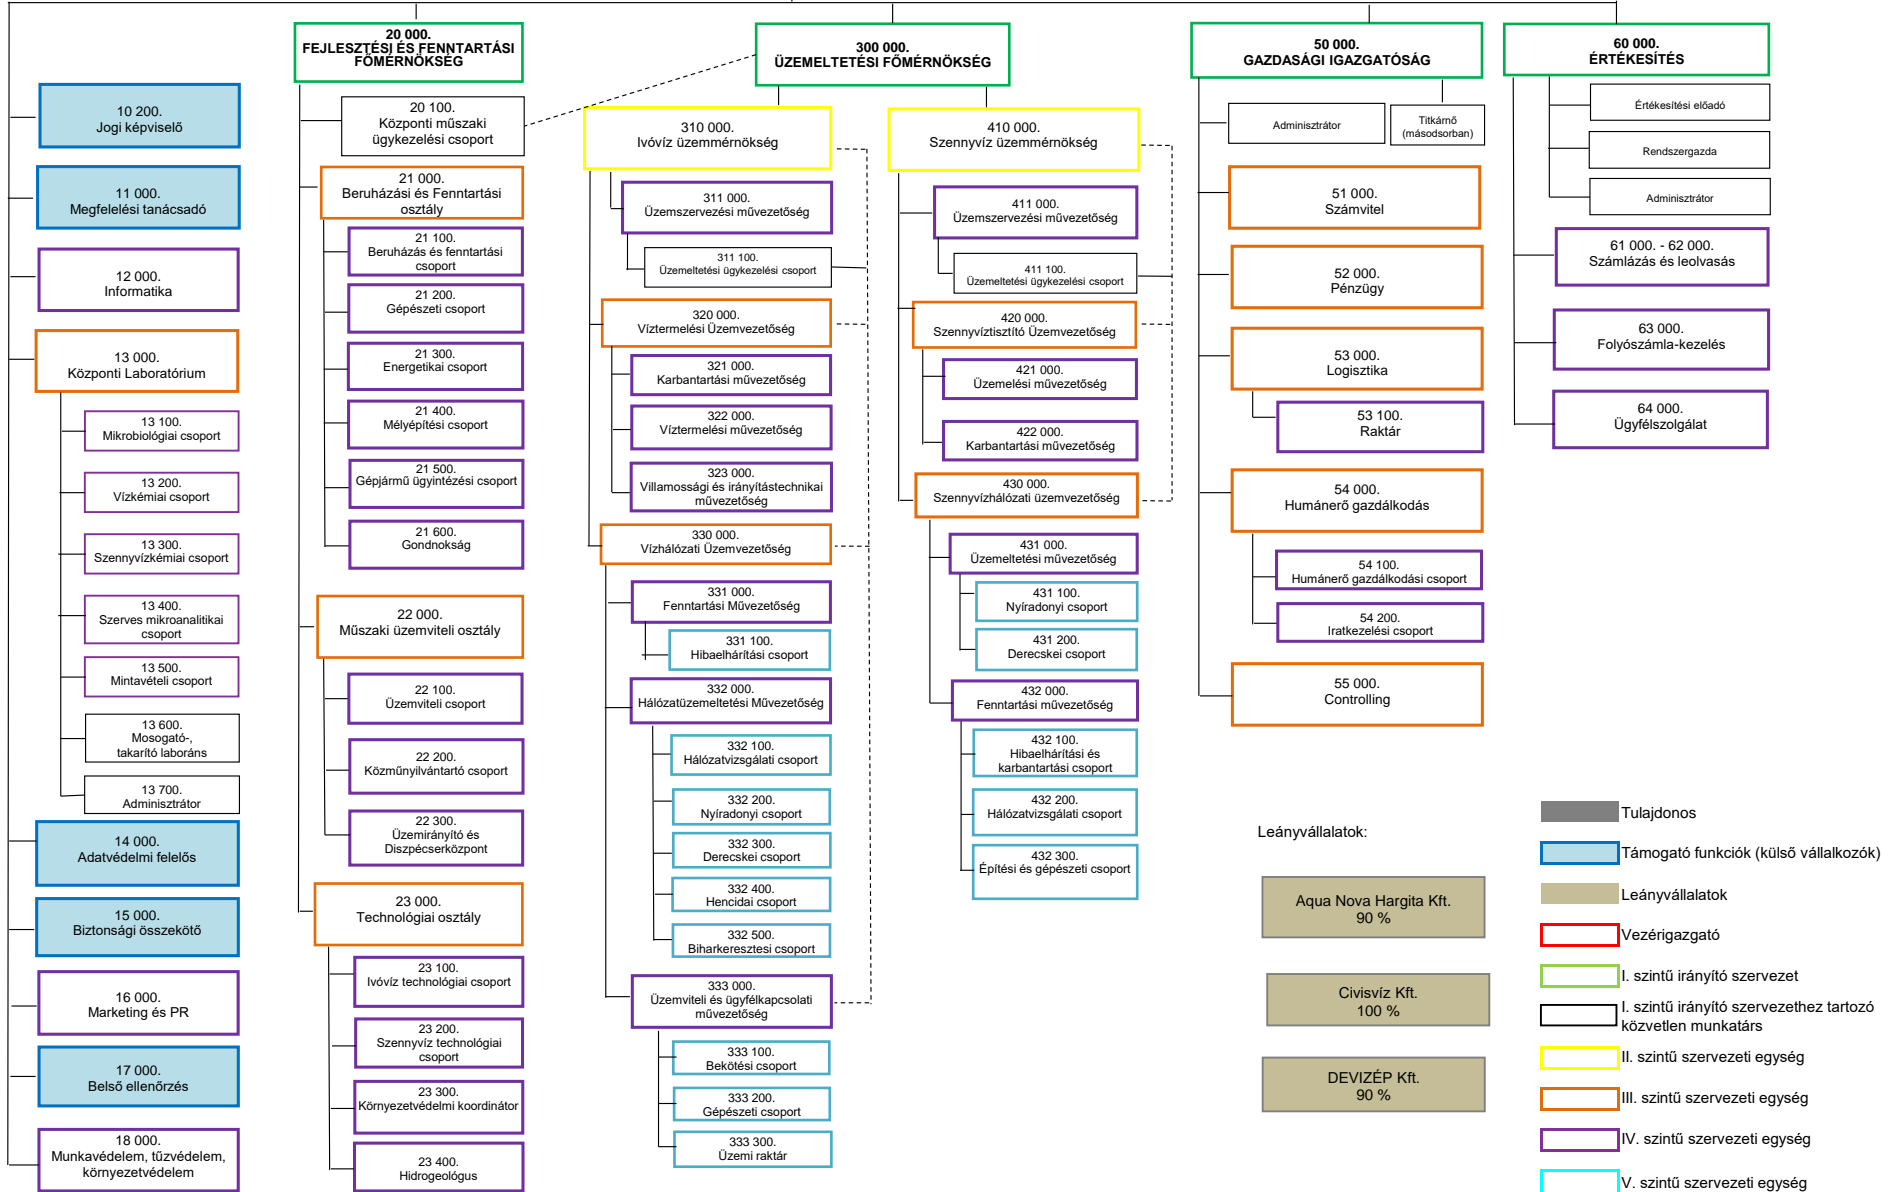 20 000.
FEJLESZTÉSI ÉS FENNTARTÁSI
FŐMÉRNÖKSÉG
300 000.
ÜZEMELTETÉSI FŐMÉRNÖKSÉG
50 000.
GAZDASÁGI IGAZGATÓSÁG
60 000.
ÉRTÉKESÍTÉS
10 200.
Jogi képviselő
11 000.
Megfelelési tanácsadó
12 000.
Informatika
13 000.
Központi Laboratórium
13 100.
Mikrobiológiai csoport
13 200.
Vízkémiai csoport
13 300.
Szennyvízkémiai csoport
13 400.
Szerves mikroanalitikai
csoport
13 500.
Mintavételi csoport
13 600.
Mosogató-,
takarító laboráns
13 700.
Adminisztrátor
14 000.
Adatvédelmi felelős
15 000.
Biztonsági összekötő
16 000.
Marketing és PR
17 000.
Belső ellenőrzés
18 000.
Munkavédelem, tűzvédelem,
környezetvédelem
20 100.
Központi műszaki
ügykezelési csoport
21 000.
Beruházási és Fenntartási
osztály
21 100.
Beruházás és fenntartási
csoport
21 200.
Gépészeti csoport
21 300.
Energetikai csoport
21 400.
Mélyépítési csoport
21 500.
Gépjármű ügyintézési csoport
21 600.
Gondnokság
22 000.
Műszaki üzemviteli osztály
22 100.
Üzemviteli csoport
22 200.
Közműnyilvántartó csoport
22 300.
Üzemirányító és
Diszpécserközpont
23 000.
Technológiai osztály
23 100.
Ivóvíz technológiai csoport
23 200.
Szennyvíz technológiai
csoport
23 300.
Környezetvédelmi koordinátor
23 400.
Hidrogeológus
310 000.
Ivóvíz üzemmérnökség
311 000.
Üzemszervezési művezetőség
311 100.
Üzemeltetési ügykezelési csoport
320 000.
Víztermelési Üzemvezetőség
321 000.
Karbantartási művezetőség
322 000.
Víztermelési művezetőség
323 000.
Villamossági és irányítástechnikai
művezetőség
330 000.
Vízhálózati Üzemvezetőség
331 000.
Fenntartási Művezetőség
331 100.
Hibaelhárítási csoport
332 000.
Hálózatüzemeltetési Művezetőség
332 100.
Hálózatvizsgálati csoport
332 200.
Nyíradonyi csoport
332 300.
Derecskei csoport
332 400.
Hencidai csoport
332 500.
Biharkeresztesi csoport
333 000.
Üzemviteli és ügyfélkapcsolati
művezetőség
333 100.
Bekötési csoport
333 200.
Gépészeti csoport
333 300.
Üzemi raktár
410 000.
Szennyvíz üzemmérnökség
411 000.
Üzemszervezési művezetőség
411 100.
Üzemeltetési ügykezelési csoport
420 000.
Szennyvíztisztító Üzemvezetőség
421 000.
Üzemelési művezetőség
422 000.
Karbantartási művezetőség
430 000.
Szennyvízhálózati üzemvezetőség
431 000.
Üzemeltetési művezetőség
431 100.
Nyíradonyi csoport
431 200.
Derecskei csoport
432 000.
Fenntartási művezetőség
432 100.
Hibaelhárítási és
karbantartási csoport
432 200.
Hálózatvizsgálati csoport
432 300.
Építési és gépészeti csoport
Adminisztrátor
Titkárnő
(másodsorban)
51 000.
Számvitel
52 000.
Pénzügy
53 000.
Logisztika
53 100.
Raktár
54 000.
Humánerő gazdálkodás
54 100.
Humánerő gazdálkodási csoport
54 200.
Iratkezelési csoport
55 000.
Controlling
Értékesítési előadó
Rendszergazda
Adminisztrátor
61 000. - 62 000.
Számlázás és leolvasás
63 000.
Folyószámla-kezelés
64 000.
Ügyfélszolgálat
Leányvállalatok:
Aqua Nova Hargita Kft.
90 %
Civisvíz Kft.
100 %
DEVIZÉP Kft.
90 %
Tulajdonos
Támogató funkciók (külső vállalkozók)
Leányvállalatok
Vezérigazgató
I. szintű irányító szervezet
I. szintű irányító szervezethez tartozó
közvetlen munkatárs
II. szintű szervezeti egység
III. szintű szervezeti egység
IV. szintű szervezeti egység
V. szintű szervezeti egység